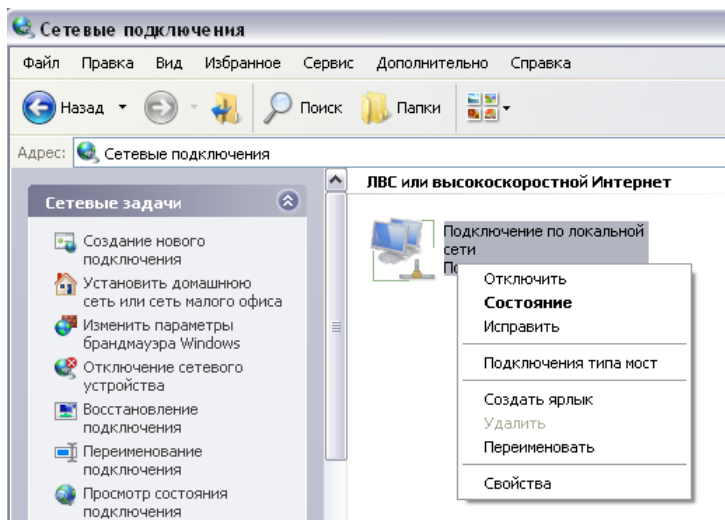 Сетевые подключения
Файл Правка Вид Избранное Сервис Дополнительно Справка
Назад Поиск Папки
Адрес: Сетевые подключения
Сетевые задачи
Создание нового
подключения
Установить домашнюю
сеть или сеть малого офиса
Изменить параметры
брандмауэра Windows
Отключение сетевого
устройства
Восстановление
подключения
Переименование
подключения
Просмотр состояния
подключения
ЛВС или высокоскоростной Интернет
Подключение по локальной
сети
Отключить
Состояние
Исправить
Подключения типа мост
Создать ярлык
Удалить
Переименовать
Свойства